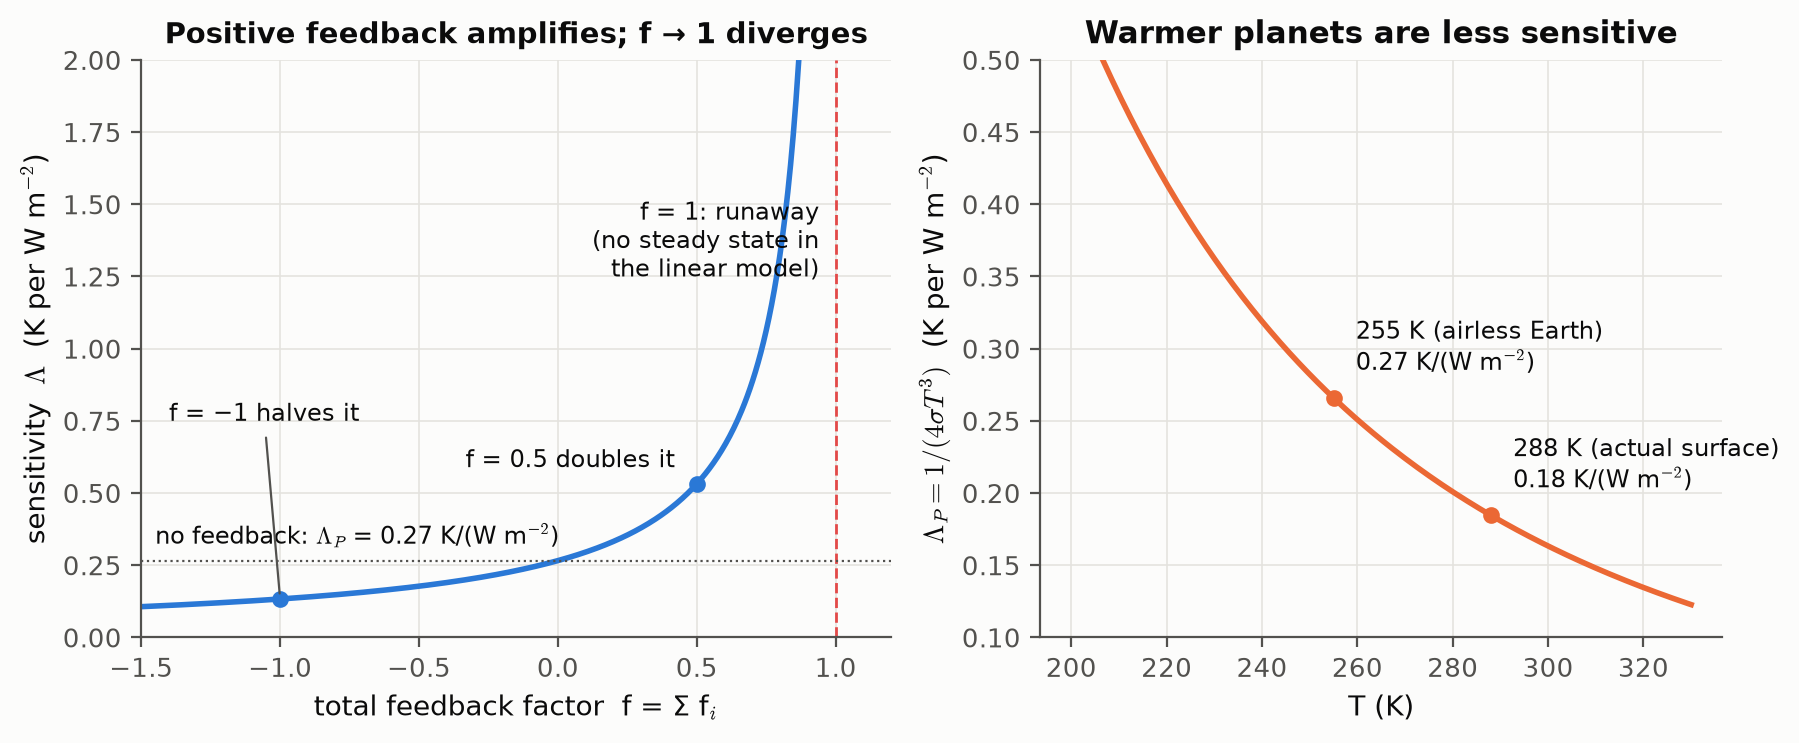 Positive feedback amplifies; f → 1 diverges
sensitivity Λ (K per W m⁻²)
2.00
1.75
1.50
1.25
1.00
0.75
0.50
0.25
0.00
f = 1: runaway
(no steady state in
the linear model)
f = −1 halves it
f = 0.5 doubles it
no feedback: Λ_P = 0.27 K/(W m⁻²)
−1.5
−1.0
−0.5
0.0
0.5
1.0
total feedback factor f = Σ f_i
Warmer planets are less sensitive
Λ_P = 1/(4σT³) (K per W m⁻²)
0.50
0.45
0.40
0.35
0.30
0.25
0.20
0.15
0.10
255 K (airless Earth)
0.27 K/(W m⁻²)
288 K (actual surface)
0.18 K/(W m⁻²)
200
220
240
260
280
300
320
T (K)